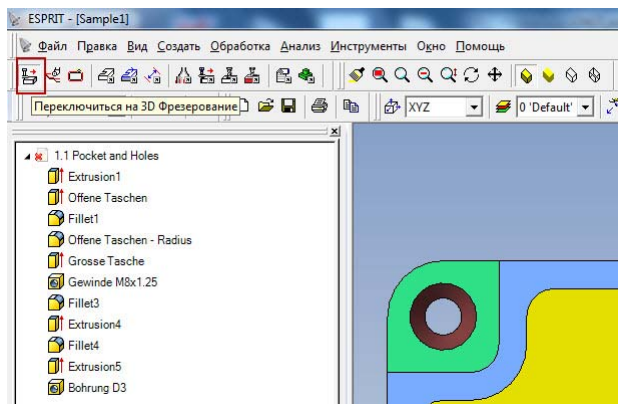 ESPRIT - [Sample1]
Файл Правка Вид Создать Обработка Анализ Инструменты Окно Помощь
Переключиться на 3D Фрезерование
XYZ
0 'Default'
1.1 Pocket and Holes
Extrusion1
Offene Taschen
Fillet1
Offene Taschen - Radius
Grosse Tasche
Gewinde M8x1.25
Fillet3
Extrusion4
Fillet4
Extrusion5
Bohrung D3